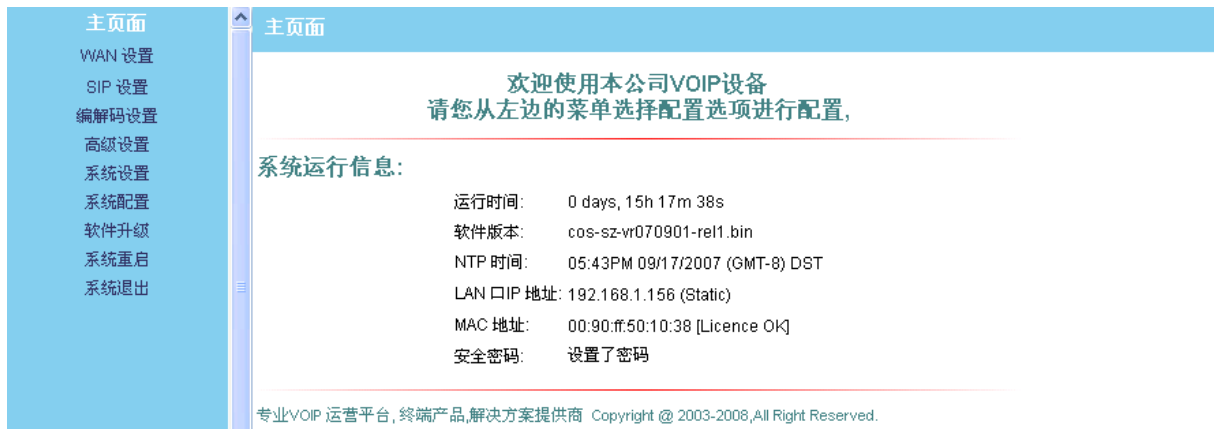 主页面
WAN 设置
SIP 设置
编解码设置
高级设置
系统设置
系统配置
软件升级
系统重启
系统退出
主页面
欢迎使用本公司VOIP设备
请您从左边的菜单选择配置选项进行配置,
系统运行信息:
运行时间: 0 days, 15h 17m 38s
软件版本: cos-sz-vr070901-rel1.bin
NTP 时间: 05:43PM 09/17/2007 (GMT-8) DST
LAN 口IP 地址: 192.168.1.156 (Static)
MAC 地址: 00:90:ff:50:10:38 [Licence OK]
安全密码: 设置了密码
专业VOIP 运营平台, 终端产品,解决方案提供商 Copyright @ 2003-2008,All Right Reserved.